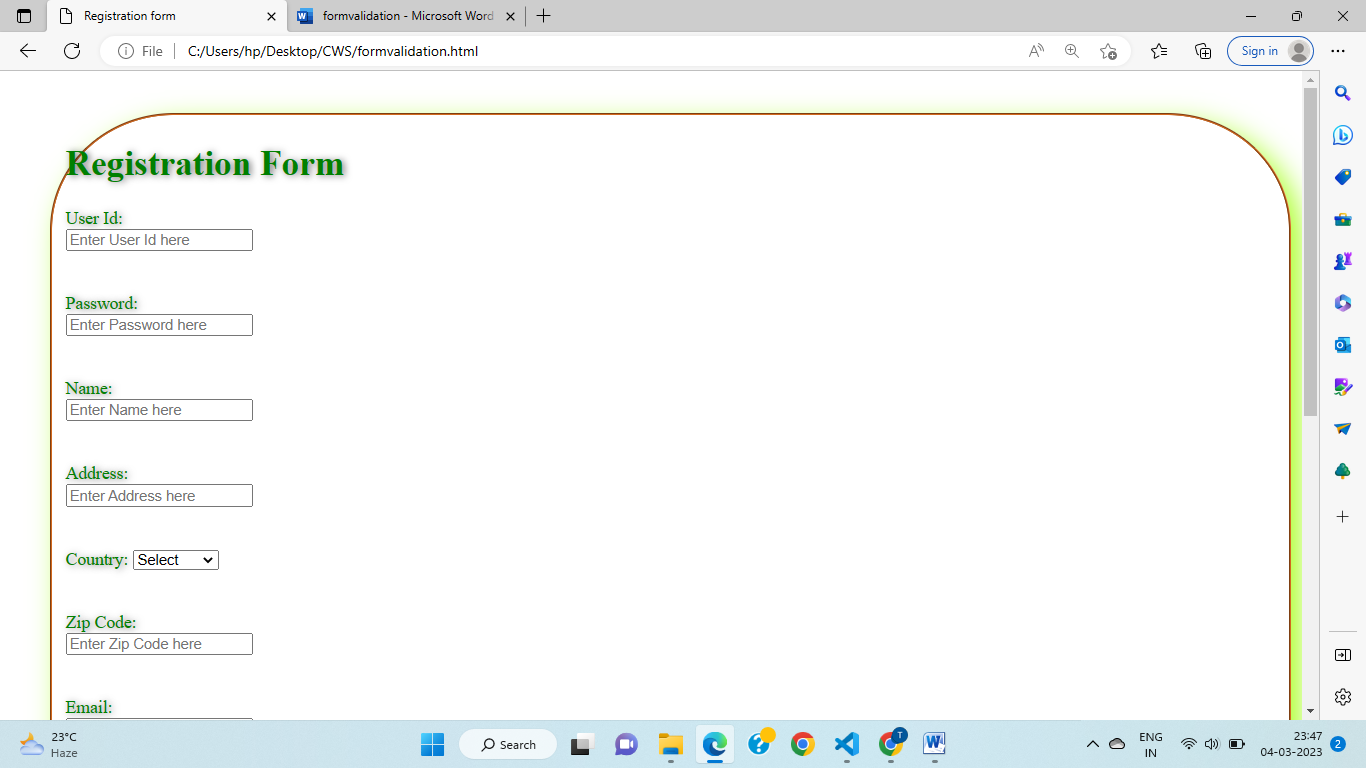 Registration form
formvalidation - Microsoft Word
File
C:/Users/hp/Desktop/CWS/formvalidation.html
Sign in
Registration Form
User Id:
Enter User Id here
Password:
Enter Password here
Name:
Enter Name here
Address:
Enter Address here
Country: Select
Zip Code:
Enter Zip Code here
Email:
23°C
Haze
Search
T
ENG
IN
23:47
04-03-2023
2